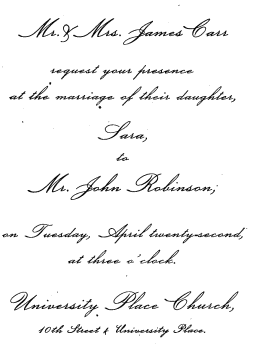 Mr. & Mrs. James Carr
request your presence
at the marriage of their daughter,
Sara,
to
Mr. John Robinson,
on Tuesday, April twenty-second,
at three o'clock.
University Place Church,
10th Street & University Place.